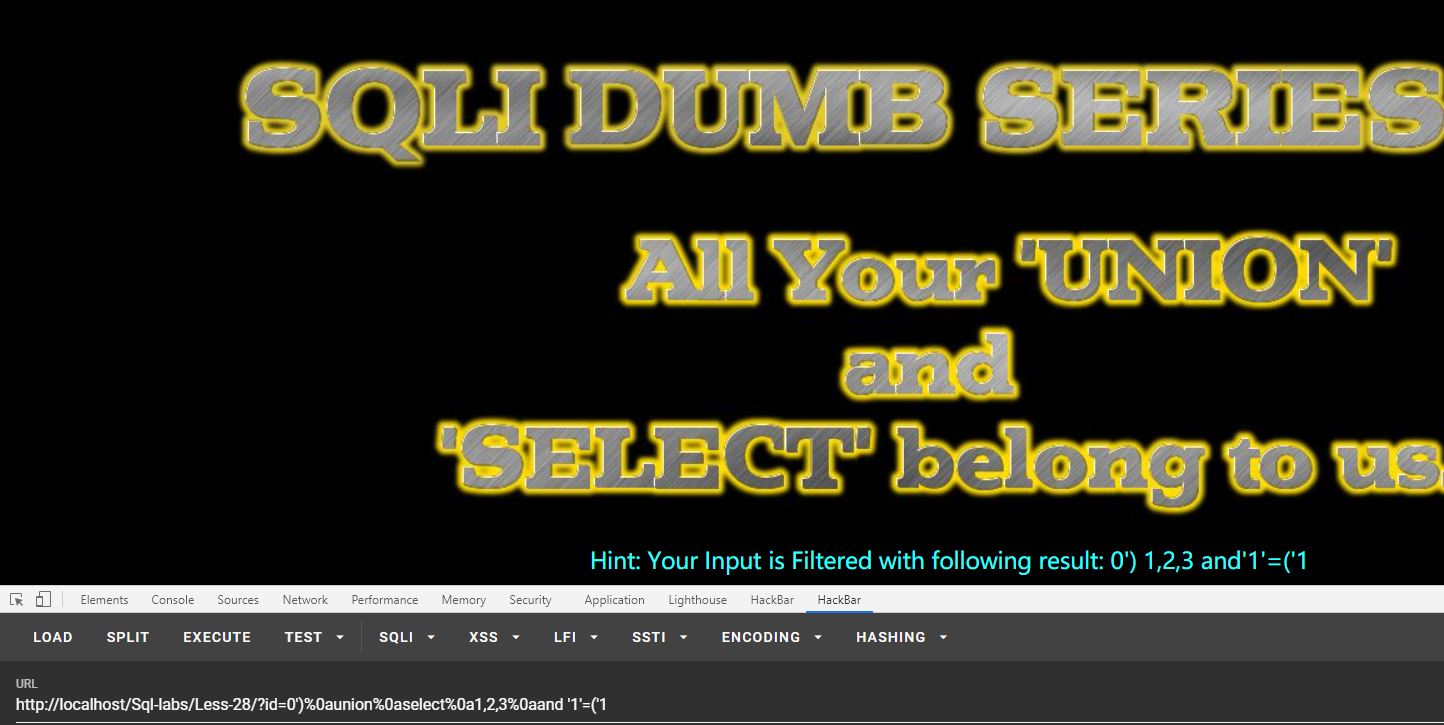 SQLI DUMB SERIES
All Your 'UNION'
and
'SELECT' belong to us
Hint: Your Input is Filtered with following result: 0') 1,2,3 and'1'=('1
Elements Console Sources Network Performance Memory Security Application Lighthouse HackBar HackBar
LOAD SPLIT EXECUTE TEST SQLI XSS LFI SSTI ENCODING HASHING
URL
http://localhost/Sql-labs/Less-28/?id=0')%0aunion%0aselect%0a1,2,3%0aand '1'=('1